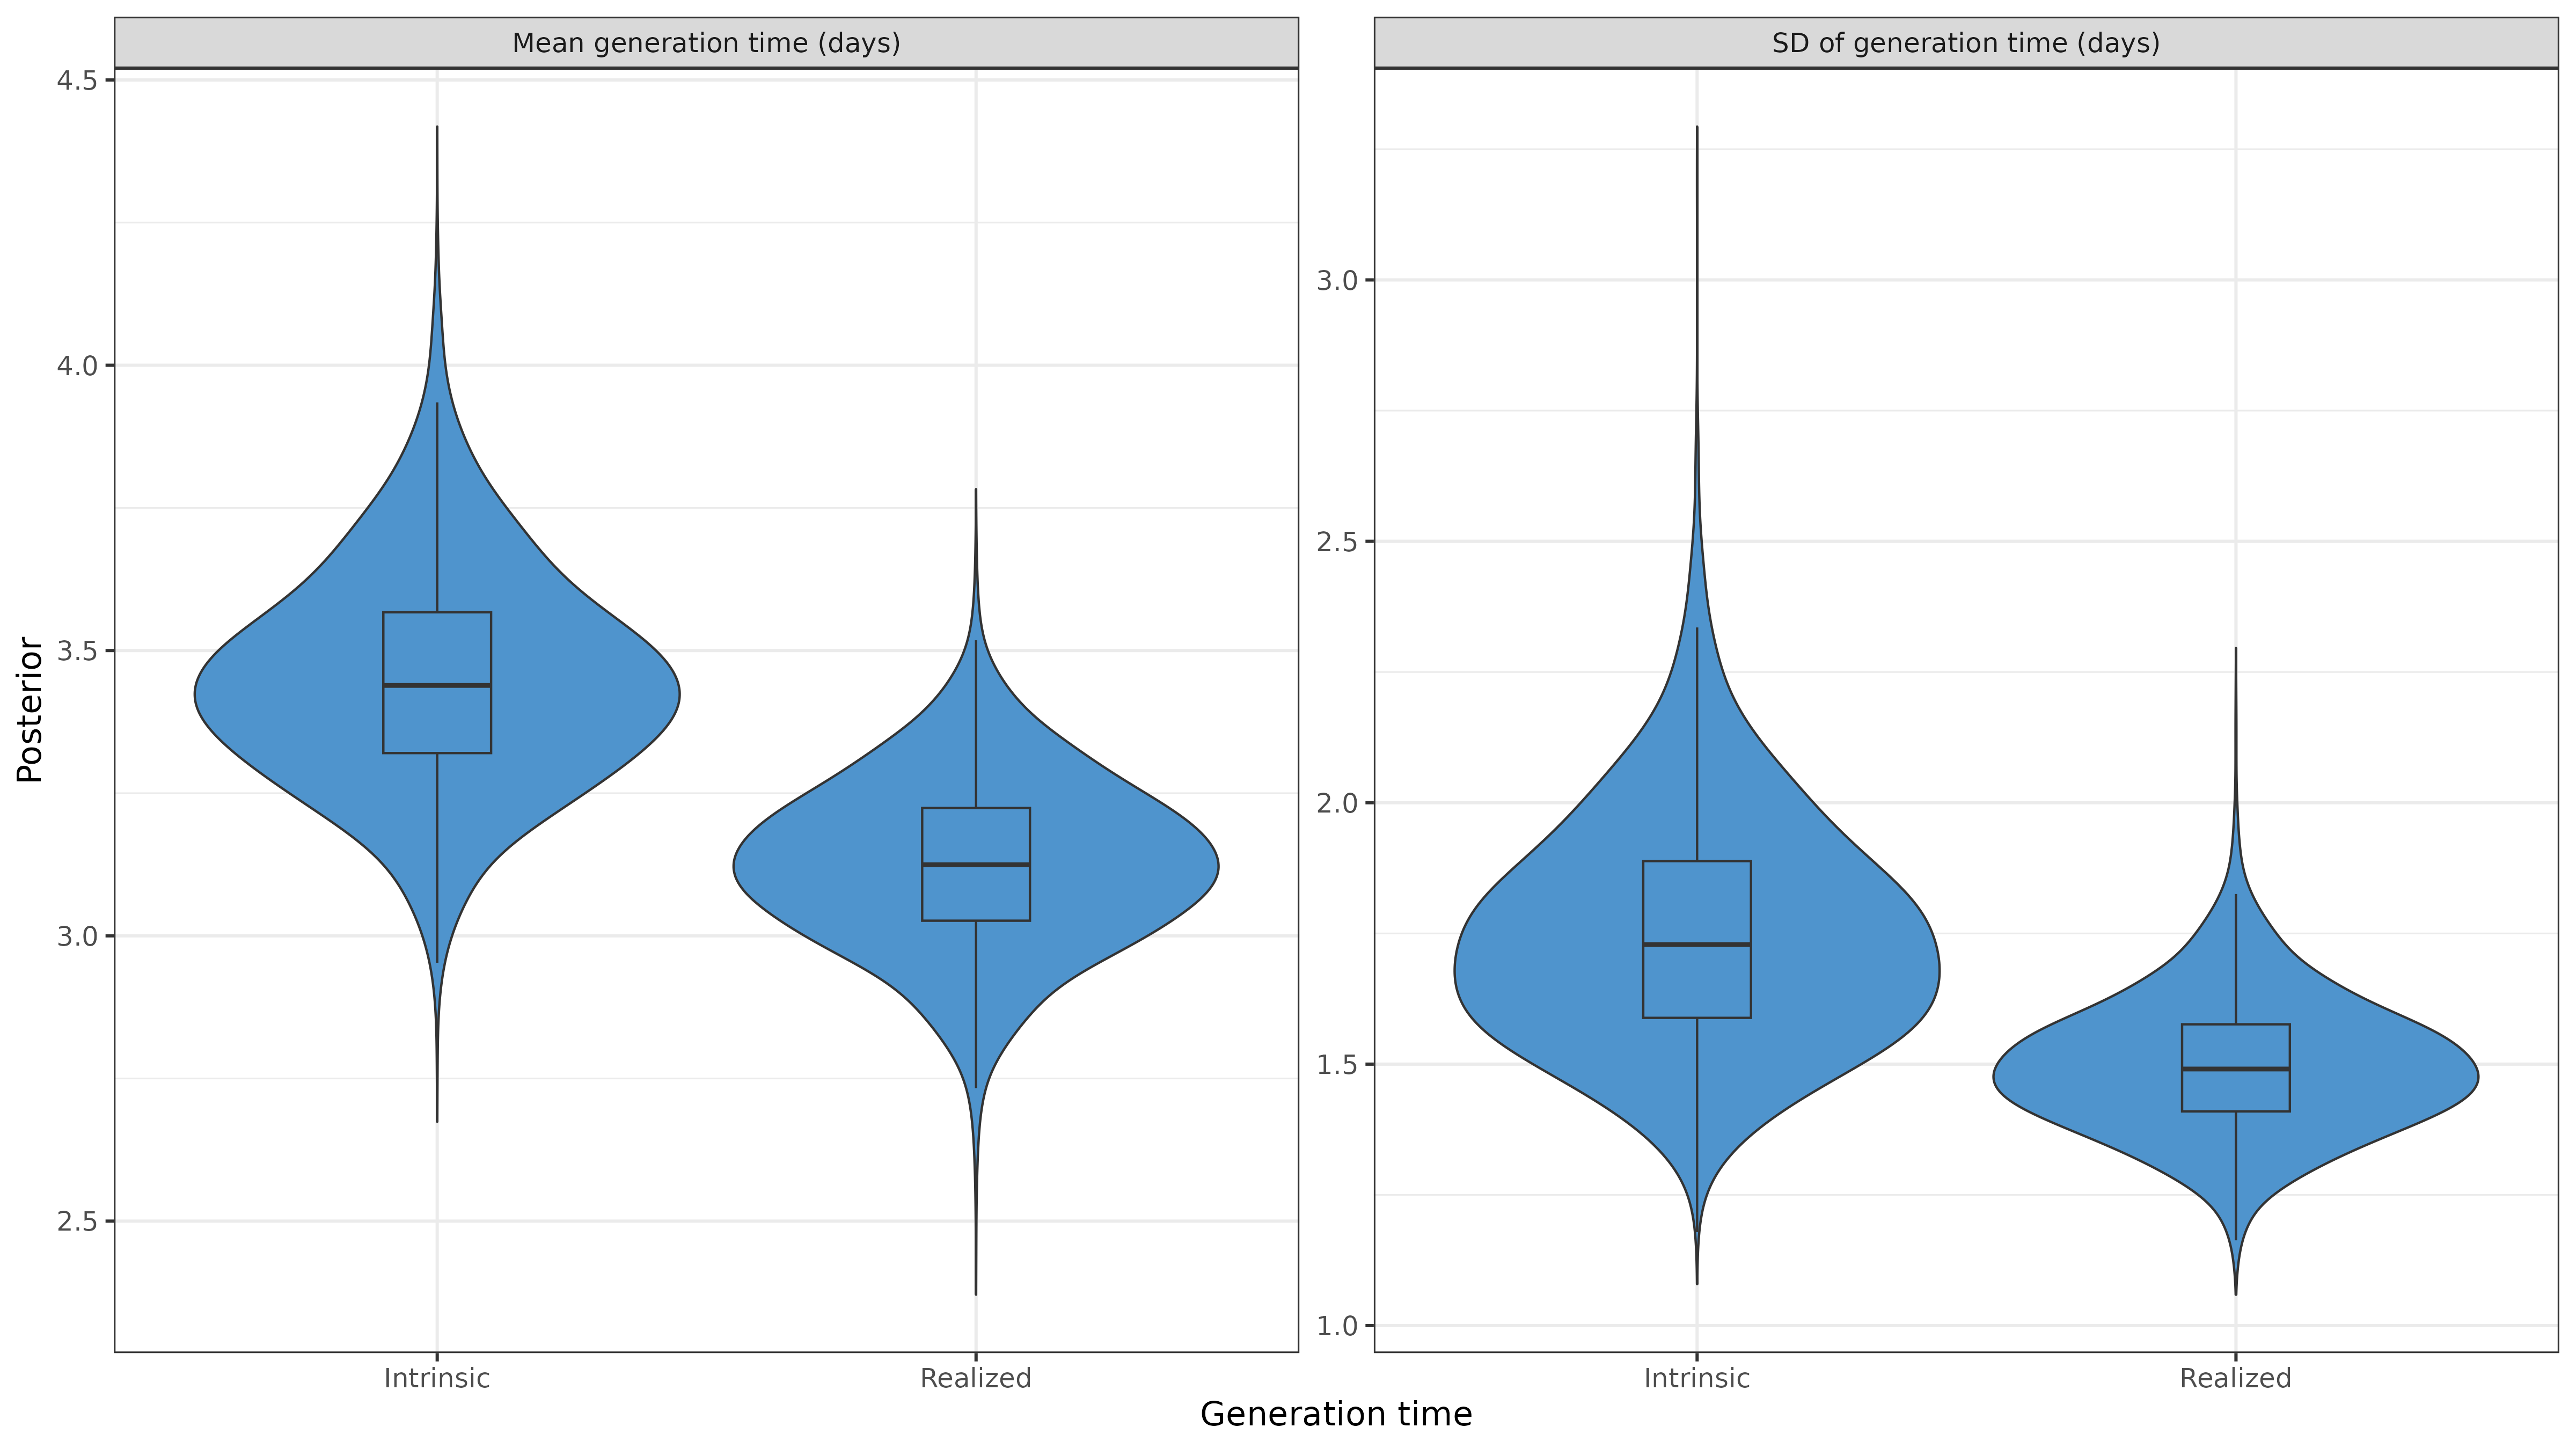 Mean generation time (days)
SD of generation time (days)
Posterior
4.5
4.0
3.5
3.0
2.5
3.0
2.5
2.0
1.5
1.0
Intrinsic
Realized
Intrinsic
Realized
Generation time